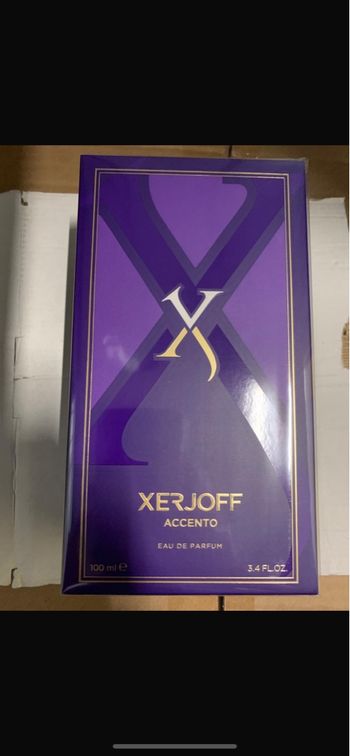 XERJOFF
ACCENTO
EAU DE PARFUM
100 ml ℮ 3.4 FL.OZ.